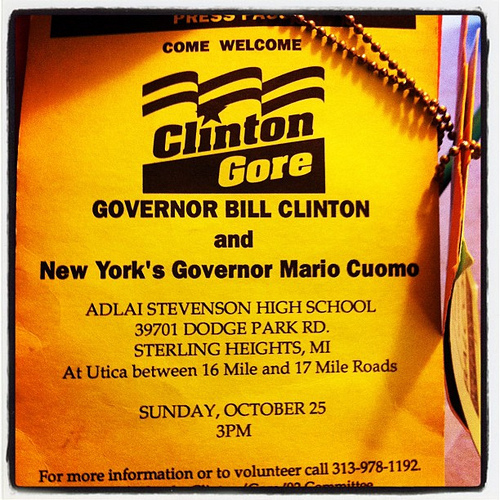 COME WELCOME
Clinton
Gore
GOVERNOR BILL CLINTON
and
New York's Governor Mario Cuomo
ADLAI STEVENSON HIGH SCHOOL
39701 DODGE PARK RD.
STERLING HEIGHTS, MI
At Utica between 16 Mile and 17 Mile Roads
SUNDAY, OCTOBER 25
3PM
For more information or to volunteer call 313-978-1192.